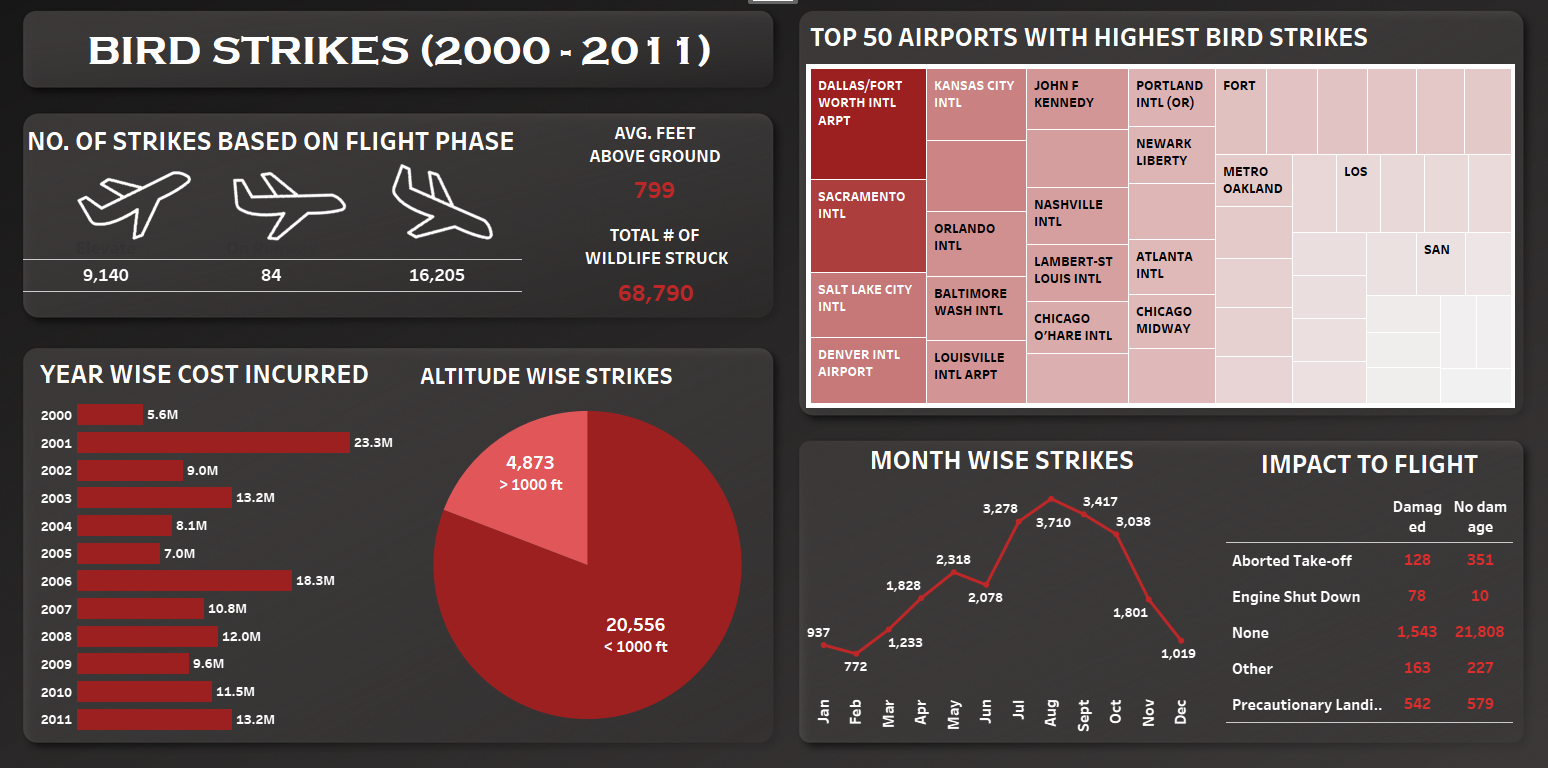 BIRD STRIKES (2000 - 2011)
NO. OF STRIKES BASED ON FLIGHT PHASE
9,140
84
16,205
AVG. FEET
ABOVE GROUND
799
TOTAL # OF
WILDLIFE STRUCK
68,790
YEAR WISE COST INCURRED
2000 5.6M
2001 23.3M
2002 9.0M
2003 13.2M
2004 8.1M
2005 7.0M
2006 18.3M
2007 10.8M
2008 12.0M
2009 9.6M
2010 11.5M
2011 13.2M
ALTITUDE WISE STRIKES
4,873
> 1000 ft
20,556
< 1000 ft
TOP 50 AIRPORTS WITH HIGHEST BIRD STRIKES
DALLAS/FORT
WORTH INTL
ARPT
SACRAMENTO
INTL
SALT LAKE CITY
INTL
DENVER INTL
AIRPORT
KANSAS CITY
INTL
ORLANDO
INTL
BALTIMORE
WASH INTL
LOUISVILLE
INTL ARPT
JOHN F
KENNEDY
NASHVILLE
INTL
LAMBERT-ST
LOUIS INTL
CHICAGO
O'HARE INTL
PORTLAND
INTL (OR)
NEWARK
LIBERTY
ATLANTA
INTL
CHICAGO
MIDWAY
FORT
METRO
OAKLAND
LOS
SAN
MONTH WISE STRIKES
937
772
1,233
1,828
2,318
2,078
3,278
3,710
3,417
3,038
1,801
1,019
Jan
Feb
Mar
Apr
May
Jun
Jul
Aug
Sept
Oct
Nov
Dec
IMPACT TO FLIGHT
Damag No dam
ed age
Aborted Take-off 128 351
Engine Shut Down 78 10
None 1,543 21,808
Other 163 227
Precautionary Landi.. 542 579